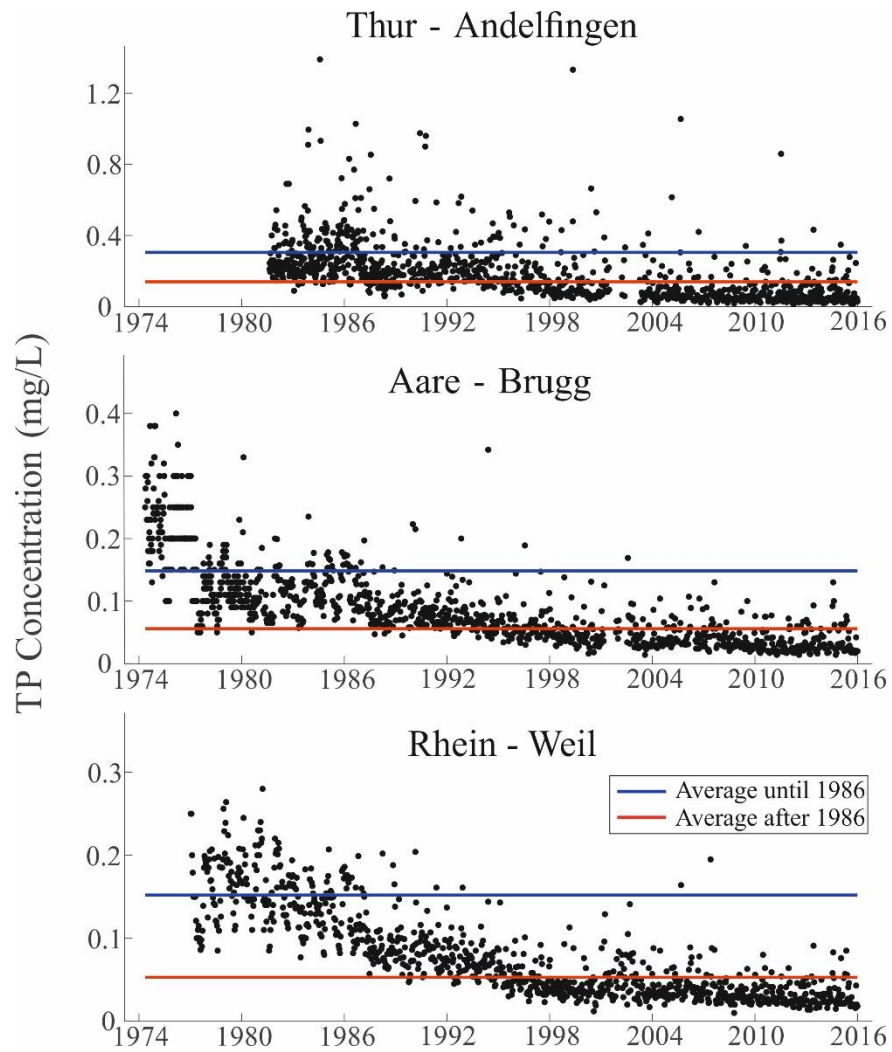 Thur - Andelfingen
1.2
0.8
0.4
0
1974 1980 1986 1992 1998 2004 2010 2016
TP Concentration (mg/L)
Aare - Brugg
0.4
0.3
0.2
0.1
0
1974 1980 1986 1992 1998 2004 2010 2016
Rhein - Weil
0.3
Average until 1986
Average after 1986
0.2
0.1
0
1974 1980 1986 1992 1998 2004 2010 2016